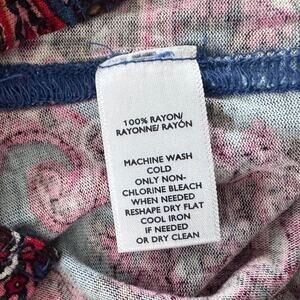 100% RAYON/
RAYONNE/ RAYÓN
MACHINE WASH
COLD
ONLY NON-
CHLORINE BLEACH
WHEN NEEDED
RESHAPE DRY FLAT
COOL IRON
IF NEEDED
OR DRY CLEAN